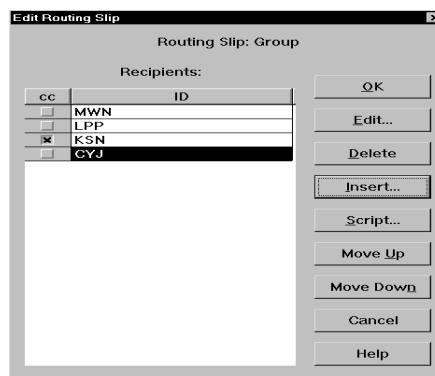 Edit Routing Slip
Routing Slip: Group
Recipients:
cc ID
MWN
LPP
KSN
CYJ
OK
Edit...
Delete
Insert...
Script...
Move Up
Move Down
Cancel
Help